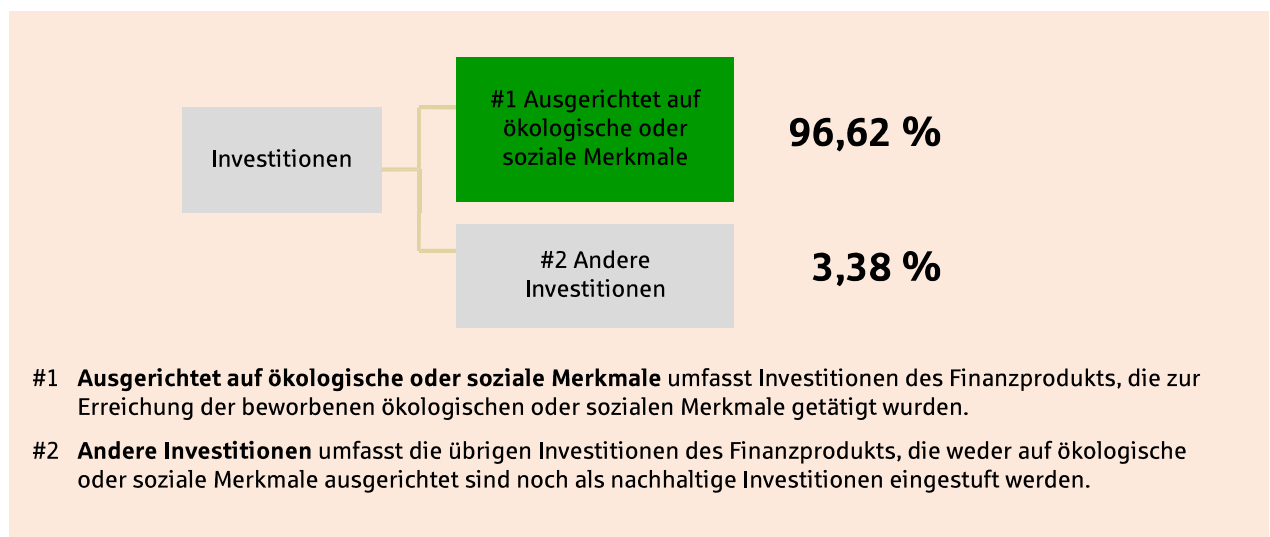 Investitionen
#1 Ausgerichtet auf
ökologische oder
soziale Merkmale
96,62 %
#2 Andere
Investitionen
3,38 %
#1 Ausgerichtet auf ökologische oder soziale Merkmale umfasst Investitionen des Finanzprodukts, die zur
Erreichung der beworbenen ökologischen oder sozialen Merkmale getätigt wurden.
#2 Andere Investitionen umfasst die übrigen Investitionen des Finanzprodukts, die weder auf ökologische
oder soziale Merkmale ausgerichtet sind noch als nachhaltige Investitionen eingestuft werden.